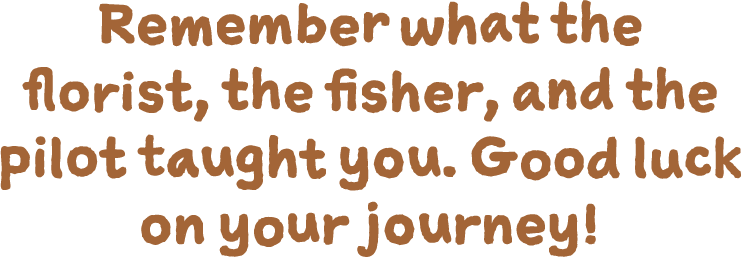 Remember what the
florist, the fisher, and the
pilot taught you. Good luck
on your journey!